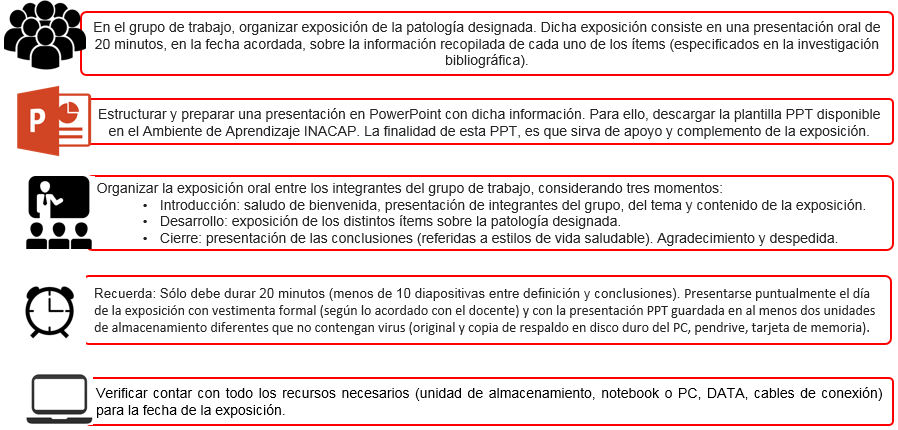 En el grupo de trabajo, organizar exposición de la patología designada. Dicha exposición consiste en una presentación oral de
20 minutos, en la fecha acordada, sobre la información recopilada de cada uno de los ítems (especificados en la investigación
bibliográfica).
P
Estructurar y preparar una presentación en PowerPoint con dicha información. Para ello, descargar la plantilla PPT disponible
en el Ambiente de Aprendizaje INACAP. La finalidad de esta PPT, es que sirva de apoyo y complemento de la exposición.
Organizar la exposición oral entre los integrantes del grupo de trabajo, considerando tres momentos:
• Introducción: saludo de bienvenida, presentación de integrantes del grupo, del tema y contenido de la exposición.
• Desarrollo: exposición de los distintos ítems sobre la patología designada.
• Cierre: presentación de las conclusiones (referidas a estilos de vida saludable). Agradecimiento y despedida.
Recuerda: Sólo debe durar 20 minutos (menos de 10 diapositivas entre definición y conclusiones). Presentarse puntualmente el día
de la exposición con vestimenta formal (según lo acordado con el docente) y con la presentación PPT guardada en al menos dos unidades
de almacenamiento diferentes que no contengan virus (original y copia de respaldo en disco duro del PC, pendrive, tarjeta de memoria).
Verificar contar con todo los recursos necesarios (unidad de almacenamiento, notebook o PC, DATA, cables de conexión)
para la fecha de la exposición.